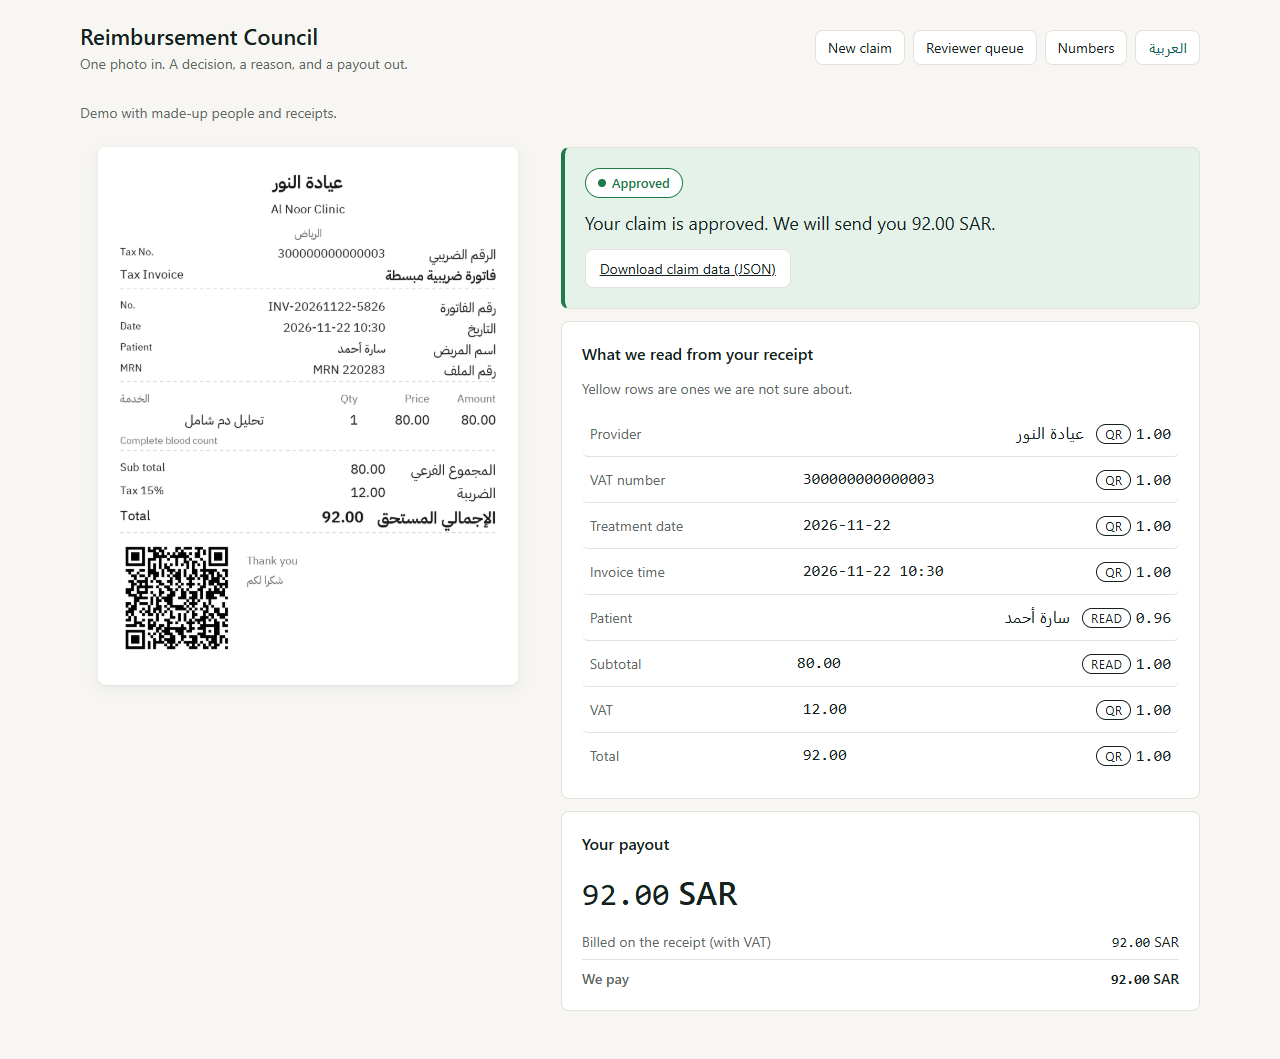 Reimbursement Council
One photo in. A decision, a reason, and a payout out.
New claim
Reviewer queue
Numbers
العربية
Demo with made-up people and receipts.
عيادة النور
Al Noor Clinic
الرياض
Tax No. 300000000000003 الرقم الضريبي
Tax Invoice فاتورة ضريبية مبسطة
No. INV-20261122-5826 رقم الفاتورة
Date 2026-11-22 10:30 التاريخ
Patient سارة أحمد اسم المريض
MRN MRN 220283 رقم الملف
الخدمة Qty Price Amount
تحليل دم شامل 1 80.00 80.00
Complete blood count
Sub total 80.00 المجموع الفرعي
Tax 15% 12.00 الضريبة
Total 92.00 الإجمالي المستحق
Thank you
شكرا لكم
Approved
Your claim is approved. We will send you 92.00 SAR.
Download claim data (JSON)
What we read from your receipt
Yellow rows are ones we are not sure about.
Provider عيادة النور QR 1.00
VAT number 300000000000003 QR 1.00
Treatment date 2026-11-22 QR 1.00
Invoice time 2026-11-22 10:30 QR 1.00
Patient سارة أحمد READ 0.96
Subtotal 80.00 READ 1.00
VAT 12.00 QR 1.00
Total 92.00 QR 1.00
Your payout
92.00 SAR
Billed on the receipt (with VAT) 92.00 SAR
We pay 92.00 SAR